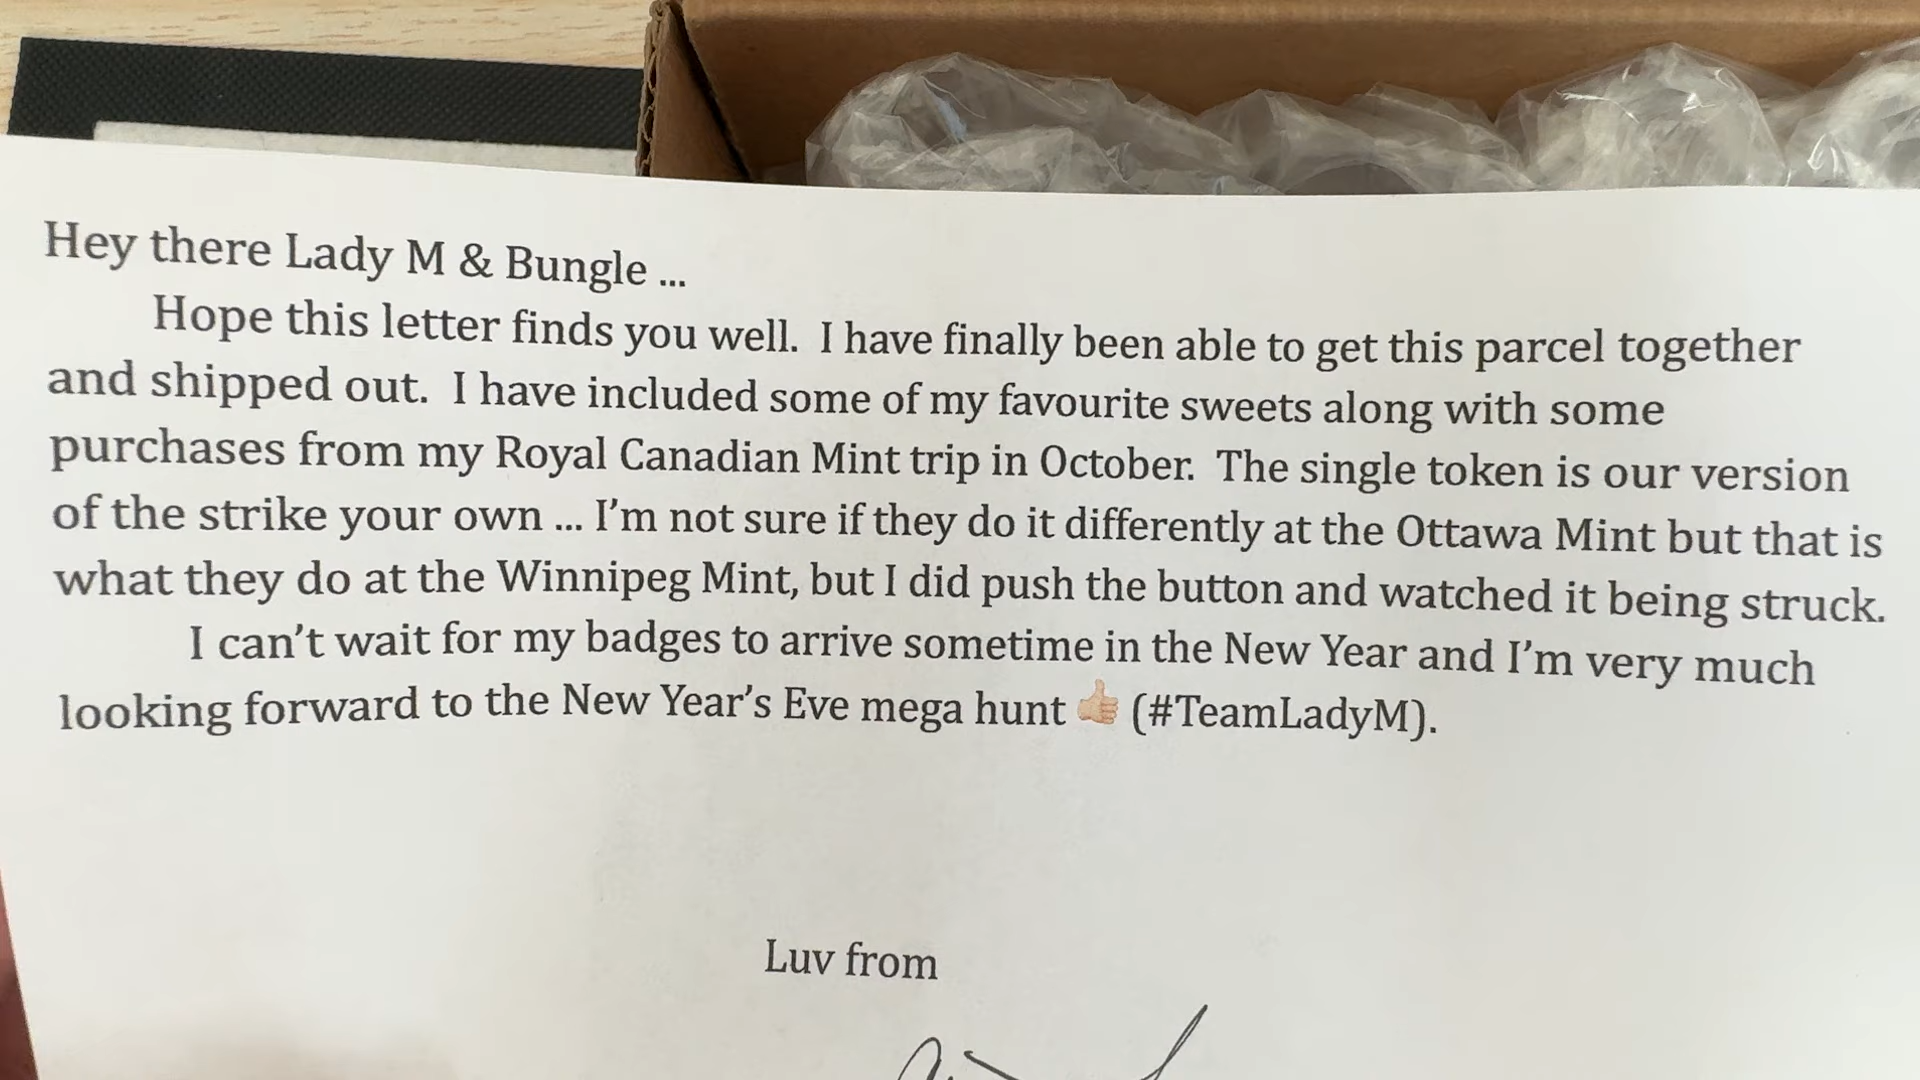 Hey there Lady M & Bungle ...
Hope this letter finds you well. I have finally been able to get this parcel together
and shipped out. I have included some of my favourite sweets along with some
purchases from my Royal Canadian Mint trip in October. The single token is our version
of the strike your own ... I'm not sure if they do it differently at the Ottawa Mint but that is
what they do at the Winnipeg Mint, but I did push the button and watched it being struck.
I can't wait for my badges to arrive sometime in the New Year and I'm very much
looking forward to the New Year's Eve mega hunt 👍🏻 (#TeamLadyM).
Luv from